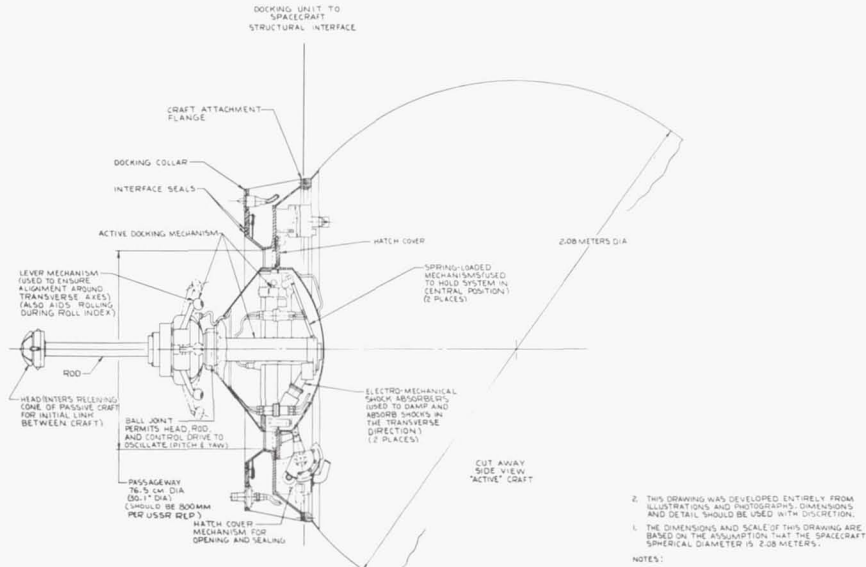 DOCKING UNIT TO
SPACECRAFT
STRUCTURAL INTERFACE
CRAFT ATTACHMENT
FLANGE
DOCKING COLLAR
INTERFACE SEALS
ACTIVE DOCKING MECHANISM
HATCH COVER
2.08 METERS DIA
LEVER MECHANISM
(USED TO ENSURE
ALIGNMENT AROUND
TRANSVERSE AXES)
(ALSO AIDS ROLLING
DURING ROLL INDEX)
SPRING-LOADED
MECHANISMS(USED
TO HOLD SYSTEM IN
CENTRAL POSITION)
(2 PLACES)
ROD
HEAD(ENTERS RECEIVING
CONE OF PASSIVE CRAFT
FOR INITIAL LINK
BETWEEN CRAFT)
BALL JOINT
PERMITS HEAD, ROD,
AND CONTROL DRIVE TO
OSCILLATE (PITCH & YAW)
ELECTRO-MECHANICAL
SHOCK ABSORBERS
(USED TO DAMP AND
ABSORB SHOCKS IN
THE TRANSVERSE
DIRECTION)
(2 PLACES)
PASSAGEWAY
76.5 CM DIA
(30.1" DIA)
(SHOULD BE 800MM
PER USSR REP)
HATCH COVER
MECHANISM FOR
OPENING AND SEALING
CUT AWAY
SIDE VIEW
"ACTIVE" CRAFT
2. THIS DRAWING WAS DEVELOPED ENTIRELY FROM
ILLUSTRATIONS AND PHOTOGRAPHS. DIMENSIONS
AND DETAIL SHOULD BE USED WITH DISCRETION.
1. THE DIMENSIONS AND SCALE OF THIS DRAWING ARE
BASED ON THE ASSUMPTION THAT THE SPACECRAFT
SPHERICAL DIAMETER IS 2.08 METERS.
NOTES: